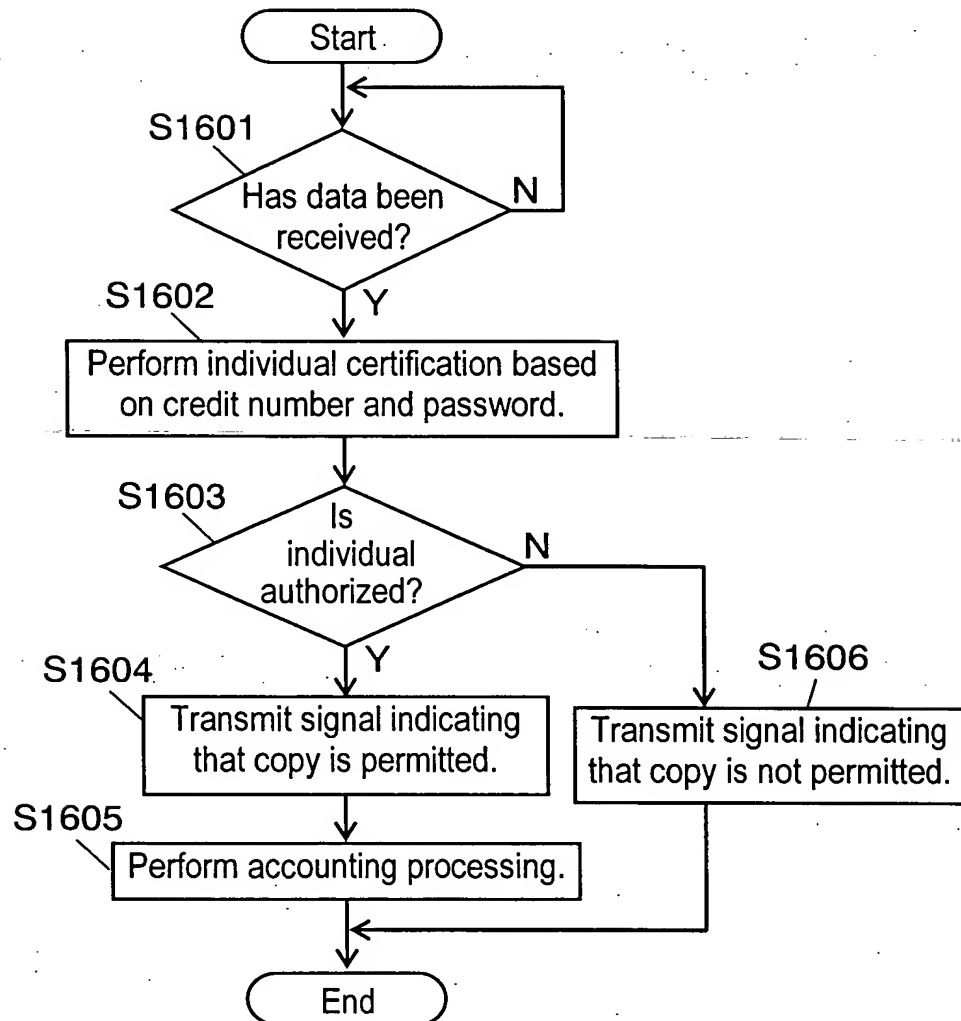 Start
S1601
Has data been
received?
N
Y
S1602
Perform individual certification based
on credit number and password.
S1603
Is
individual
authorized?
N
Y
S1604
Transmit signal indicating
that copy is permitted.
S1606
Transmit signal indicating
that copy is not permitted.
S1605
Perform accounting processing.
End